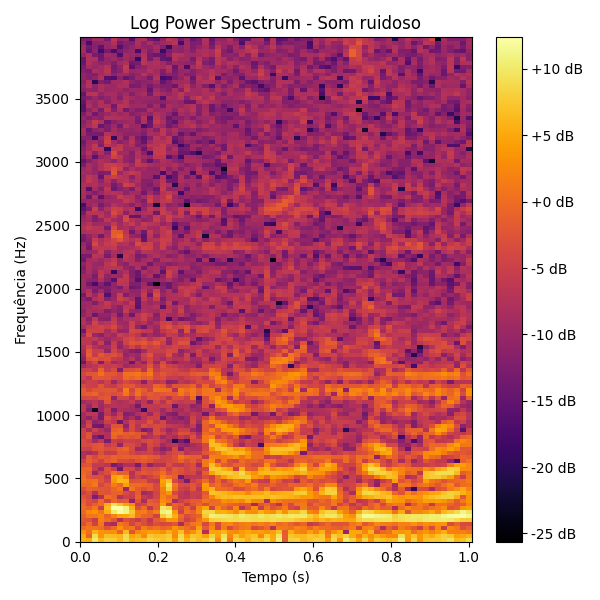 Log Power Spectrum - Som ruidoso
Frequência (Hz)
3500
3000
2500
2000
1500
1000
500
0
0.0 0.2 0.4 0.6 0.8 1.0
Tempo (s)
+10 dB
+5 dB
+0 dB
-5 dB
-10 dB
-15 dB
-20 dB
-25 dB